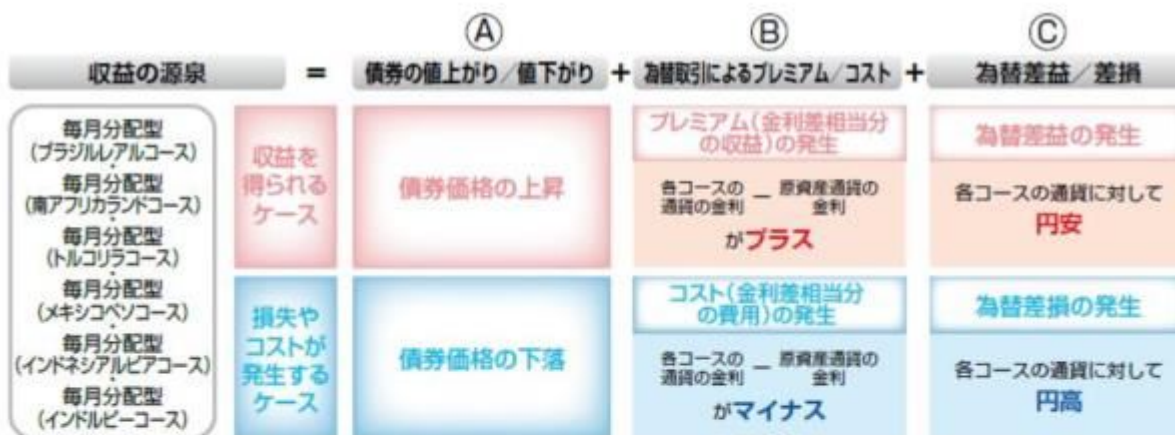 Ⓐ Ⓑ Ⓒ
収益の源泉 = 債券の値上がり/値下がり + 為替取引によるプレミアム/コスト + 為替差益/差損
毎月分配型
(ブラジルレアルコース)
毎月分配型
(南アフリカランドコース)
毎月分配型
(トルコリラコース)
毎月分配型
(メキシコペソコース)
毎月分配型
(インドネシアルピアコース)
毎月分配型
(インドルピーコース)
収益を
得られる
ケース
債券価格の上昇
プレミアム(金利差相当分
の収益)の発生
各コースの
通貨の金利
－
原資産通貨の
金利
がプラス
為替差益の発生
各コースの通貨に対して
円安
損失や
コストが
発生する
ケース
債券価格の下落
コスト(金利差相当分
の費用)の発生
各コースの
通貨の金利
－
原資産通貨の
金利
がマイナス
為替差損の発生
各コースの通貨に対して
円高